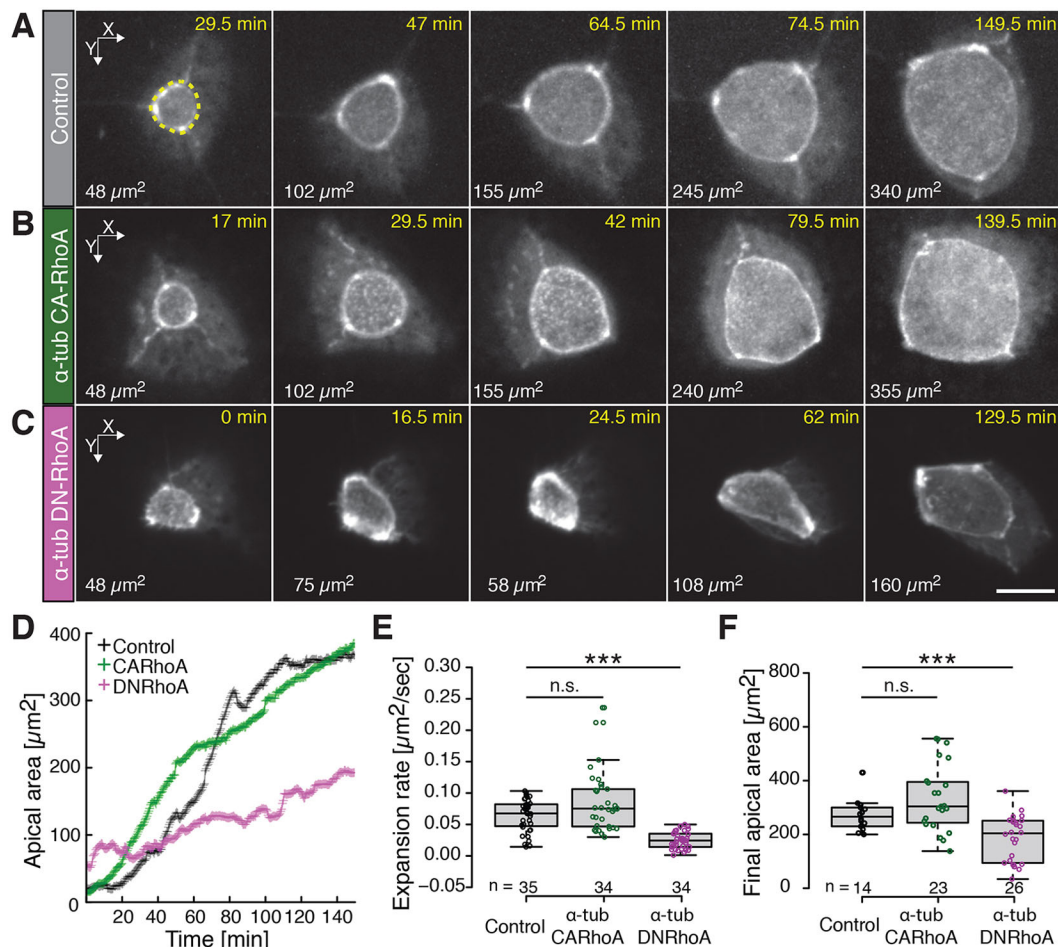 A
Control
X
Y
29.5 min
48 µm2
47 min
102 µm2
64.5 min
155 µm2
74.5 min
245 µm2
149.5 min
340 µm2
B
α-tub CA-RhoA
X
Y
17 min
48 µm2
29.5 min
102 µm2
42 min
155 µm2
79.5 min
240 µm2
139.5 min
355 µm2
C
α-tub DN-RhoA
X
Y
0 min
48 µm2
16.5 min
75 µm2
24.5 min
58 µm2
62 min
108 µm2
129.5 min
160 µm2
D
Apical area [µm2]
400
300
200
100
0
Control
CARhoA
DNRhoA
20 60 100 140
Time [min]
E
Expansion rate [µm2/sec]
0.30
0.25
0.20
0.15
0.10
0.05
0.00
−0.05
***
n.s.
n = 35 34 34
Control
α-tub
CARhoA
α-tub
DNRhoA
F
Final apical area [µm2]
800
600
400
200
0
***
n.s.
n = 14 23 26
Control
α-tub
CARhoA
α-tub
DNRhoA